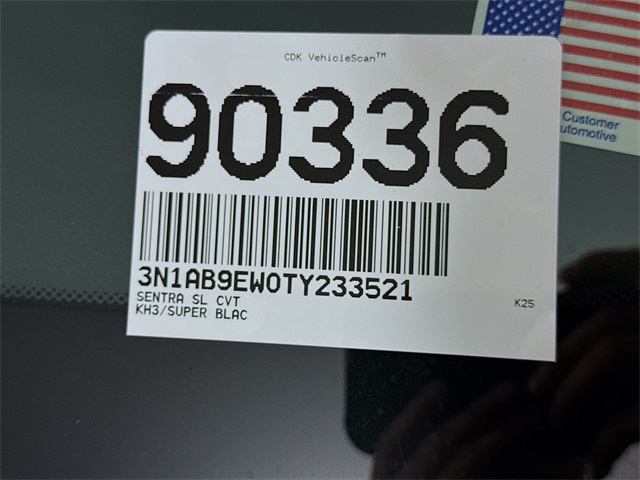 CDK VehicleScan™
90336
3N1AB9EW0TY233521
SENTRA SL CVT
KH3/SUPER BLAC
K25
Customer
utomotive